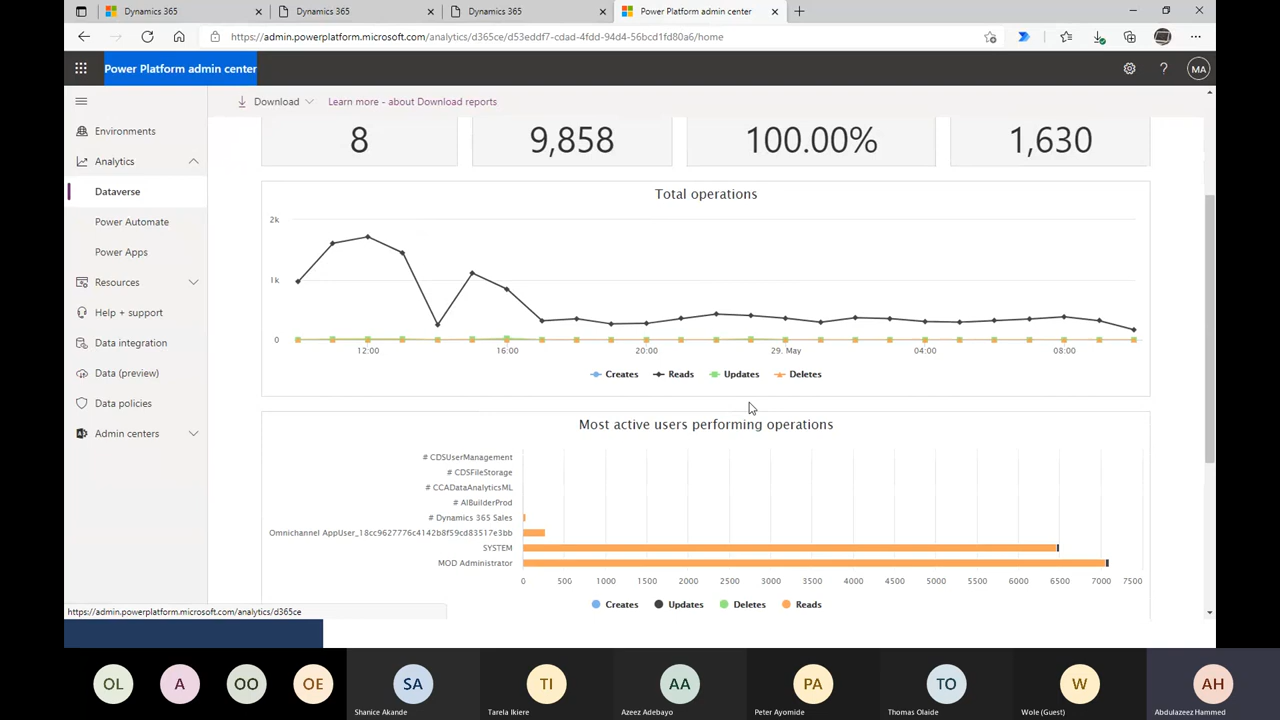 Dynamics 365
Dynamics 365
Dynamics 365
Power Platform admin center
https://admin.powerplatform.microsoft.com/analytics/d365ce/d53eddf7-cdad-4fdd-94d4-56bcd1fd80a6/home
Power Platform admin center
MA
Download
Learn more - about Download reports
Environments
Analytics
Dataverse
Power Automate
Power Apps
Resources
Help + support
Data integration
Data (preview)
Data policies
Admin centers
8
9,858
100.00%
1,630
Total operations
2k
1k
0
12:00
16:00
20:00
29. May
04:00
08:00
Creates
Reads
Updates
Deletes
Most active users performing operations
# CDSUserManagement
# CDSFileStorage
# CCADataAnalyticsML
# AIBuilderProd
# Dynamics 365 Sales
Omnichannel AppUser_18cc9627776c4142b8f59cd83517e3bb
SYSTEM
MOD Administrator
0 500 1000 1500 2000 2500 3000 3500 4000 4500 5000 5500 6000 6500 7000 7500
Creates
Updates
Deletes
Reads
https://admin.powerplatform.microsoft.com/analytics/d365ce
OL
A
OO
OE
SA
Shanice Akande
TI
Tarela Ikiere
AA
Azeez Adebayo
PA
Peter Ayomide
TO
Thomas Olaide
W
Wole (Guest)
AH
Abdulazeez Hammed